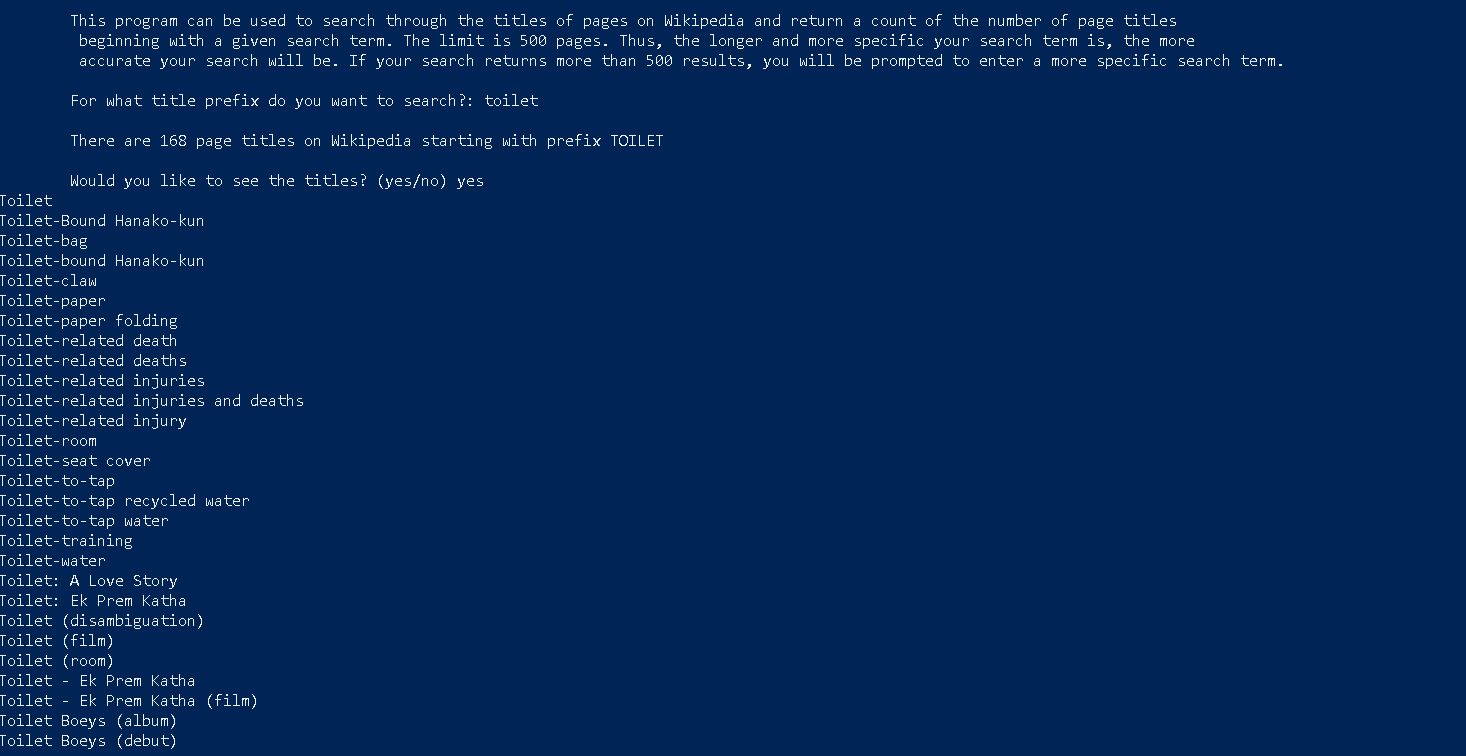 This program can be used to search through the titles of pages on Wikipedia and return a count of the number of page titles
beginning with a given search term. The limit is 500 pages. Thus, the longer and more specific your search term is, the more
accurate your search will be. If your search returns more than 500 results, you will be prompted to enter a more specific search term.
For what title prefix do you want to search?: toilet
There are 168 page titles on Wikipedia starting with prefix TOILET
Would you like to see the titles? (yes/no) yes
Toilet
Toilet-Bound Hanako-kun
Toilet-bag
Toilet-bound Hanako-kun
Toilet-claw
Toilet-paper
Toilet-paper folding
Toilet-related death
Toilet-related deaths
Toilet-related injuries
Toilet-related injuries and deaths
Toilet-related injury
Toilet-room
Toilet-seat cover
Toilet-to-tap
Toilet-to-tap recycled water
Toilet-to-tap water
Toilet-training
Toilet-water
Toilet: A Love Story
Toilet: Ek Prem Katha
Toilet (disambiguation)
Toilet (film)
Toilet (room)
Toilet - Ek Prem Katha
Toilet - Ek Prem Katha (film)
Toilet Boeys (album)
Toilet Boeys (debut)